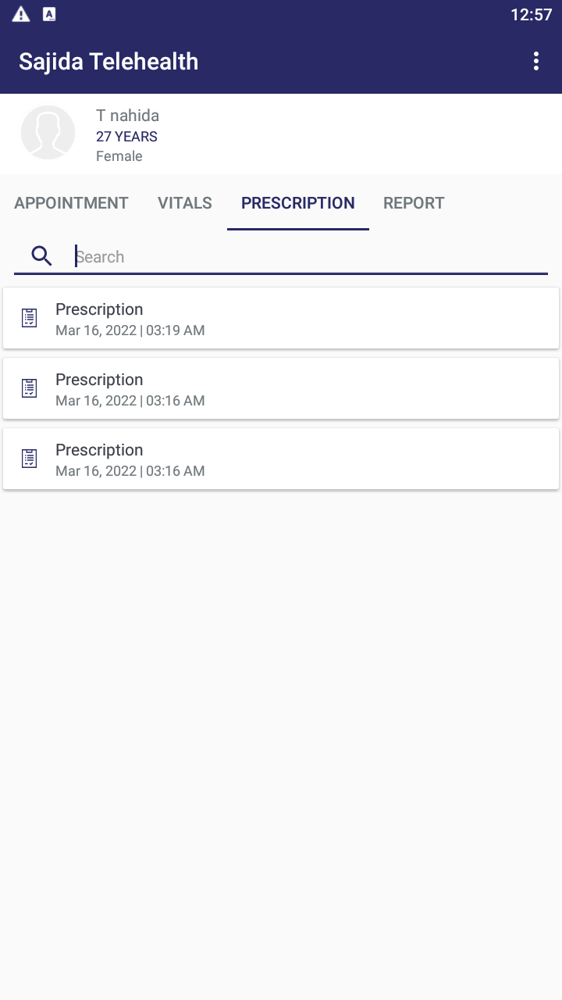 12:57
Sajida Telehealth
T nahida
27 YEARS
Female
APPOINTMENT VITALS PRESCRIPTION REPORT
Search
Prescription
Mar 16, 2022 | 03:19 AM
Prescription
Mar 16, 2022 | 03:16 AM
Prescription
Mar 16, 2022 | 03:16 AM